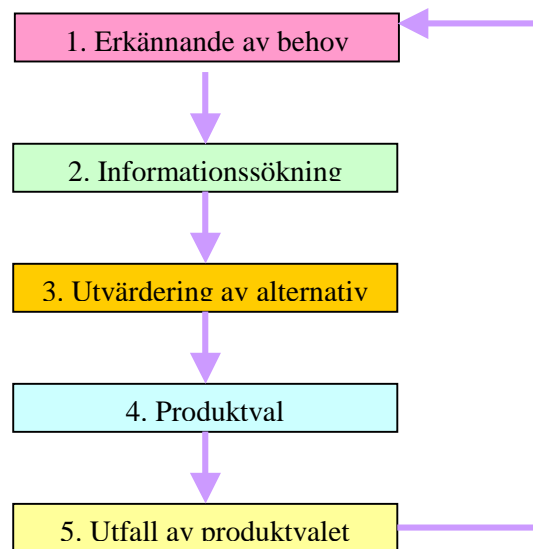 1. Erkännande av behov
2. Informationssökning
3. Utvärdering av alternativ
4. Produktval
5. Utfall av produktvalet